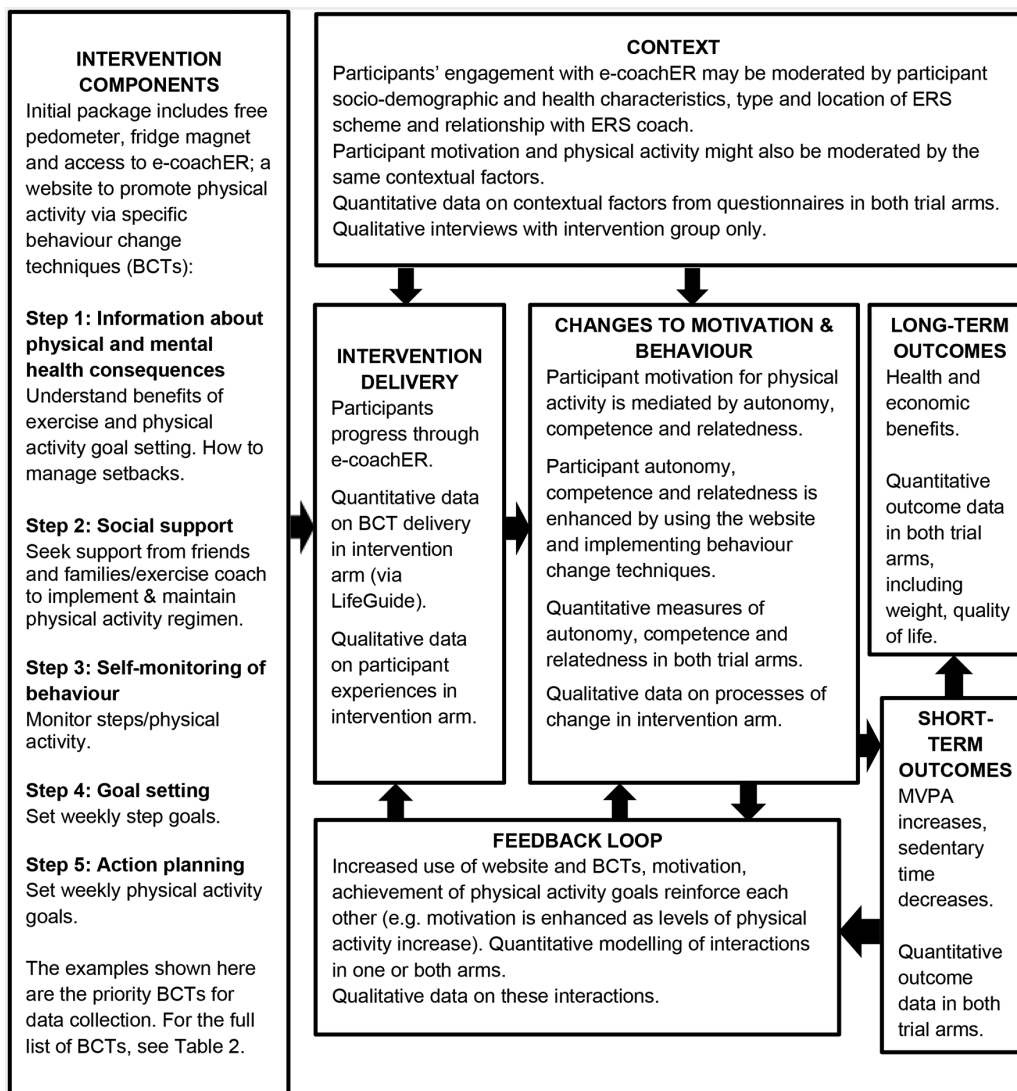 INTERVENTION
COMPONENTS
Initial package includes free
pedometer, fridge magnet
and access to e-coachER; a
website to promote physical
activity via specific
behaviour change
techniques (BCTs):
Step 1: Information about
physical and mental
health consequences
Understand benefits of
exercise and physical
activity goal setting. How to
manage setbacks.
Step 2: Social support
Seek support from friends
and families/exercise coach
to implement & maintain
physical activity regimen.
Step 3: Self-monitoring of
behaviour
Monitor steps/physical
activity.
Step 4: Goal setting
Set weekly step goals.
Step 5: Action planning
Set weekly physical activity
goals.
The examples shown here
are the priority BCTs for
data collection. For the full
list of BCTs, see Table 2.
CONTEXT
Participants’ engagement with e-coachER may be moderated by participant
socio-demographic and health characteristics, type and location of ERS
scheme and relationship with ERS coach.
Participant motivation and physical activity might also be moderated by the
same contextual factors.
Quantitative data on contextual factors from questionnaires in both trial arms.
Qualitative interviews with intervention group only.
INTERVENTION
DELIVERY
Participants
progress through
e-coachER.
Quantitative data
on BCT delivery
in intervention
arm (via
LifeGuide).
Qualitative data
on participant
experiences in
intervention arm.
CHANGES TO MOTIVATION &
BEHAVIOUR
Participant motivation for physical
activity is mediated by autonomy,
competence and relatedness.
Participant autonomy,
competence and relatedness is
enhanced by using the website
and implementing behaviour
change techniques.
Quantitative measures of
autonomy, competence and
relatedness in both trial arms.
Qualitative data on processes of
change in intervention arm.
LONG-TERM
OUTCOMES
Health and
economic
benefits.
Quantitative
outcome data
in both trial
arms,
including
weight, quality
of life.
SHORT-
TERM
OUTCOMES
MVPA
increases,
sedentary
time
decreases.
Quantitative
outcome
data in both
trial arms.
FEEDBACK LOOP
Increased use of website and BCTs, motivation,
achievement of physical activity goals reinforce each
other (e.g. motivation is enhanced as levels of physical
activity increase). Quantitative modelling of interactions
in one or both arms.
Qualitative data on these interactions.